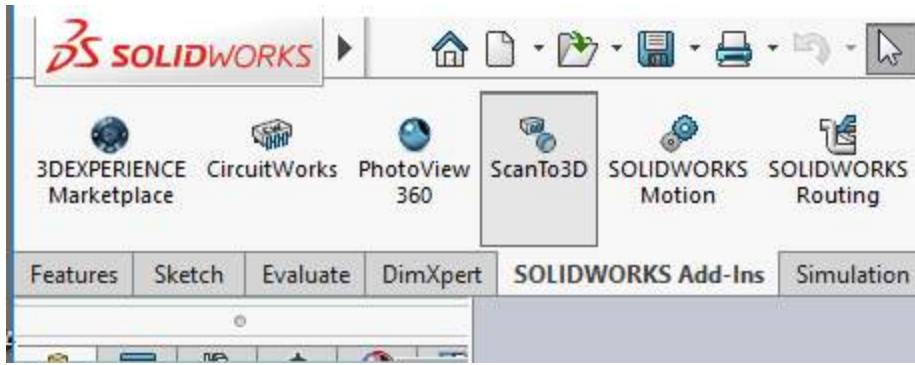 SOLIDWORKS
3DEXPERIENCE Marketplace
CircuitWorks
PhotoView 360
ScanTo3D
SOLIDWORKS Motion
SOLIDWORKS Routing
Features Sketch Evaluate DimXpert SOLIDWORKS Add-Ins Simulation